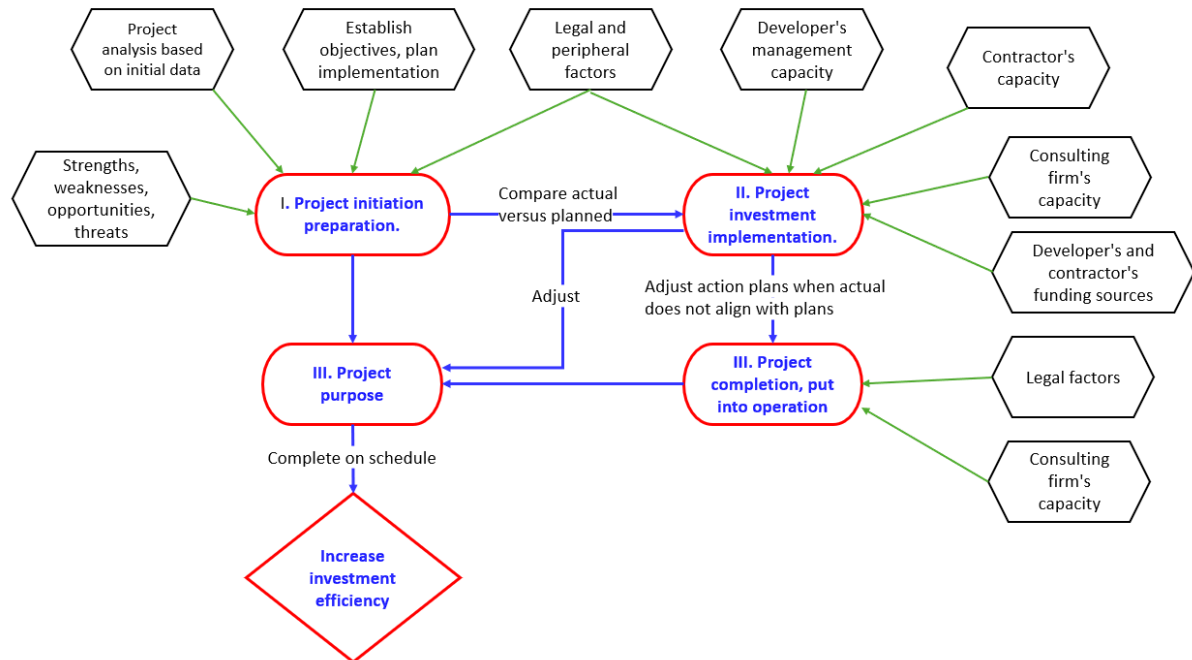 Project
analysis based
on initial data
Establish
objectives, plan
implementation
Legal and
peripheral
factors
Developer's
management
capacity
Contractor's
capacity
Strengths,
weaknesses,
opportunities,
threats
I. Project initiation
preparation.
Compare actual
versus planned
II. Project
investment
implementation.
Consulting
firm's
capacity
Developer's and
contractor's
funding sources
Adjust
Adjust action plans when actual
does not align with plans
III. Project
purpose
III. Project
completion, put
into operation
Legal factors
Consulting
firm's
capacity
Complete on schedule
Increase
investment
efficiency